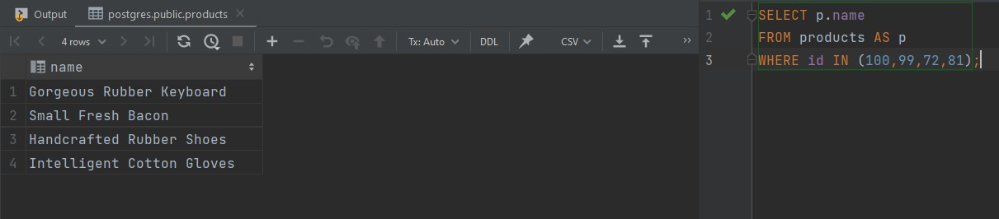 Output
postgres.public.products
4 rows
Tx: Auto
DDL
CSV
name
1 Gorgeous Rubber Keyboard
2 Small Fresh Bacon
3 Handcrafted Rubber Shoes
4 Intelligent Cotton Gloves
1 SELECT p.name
2 FROM products AS p
3 WHERE id IN (100,99,72,81);